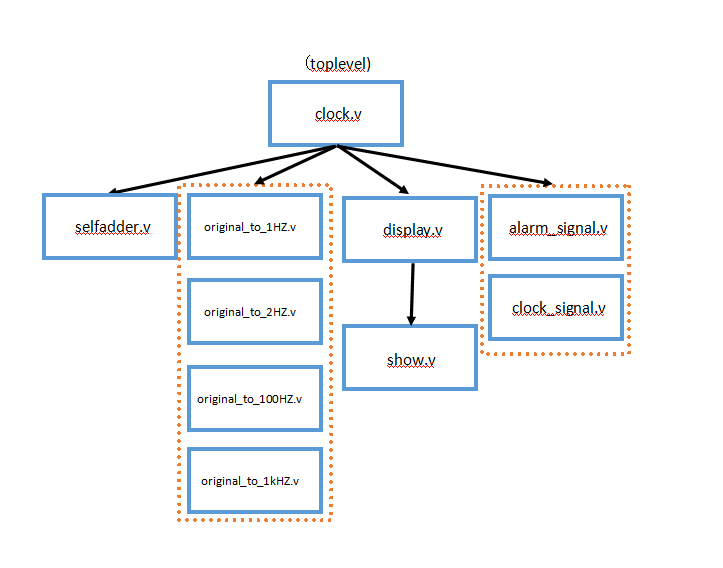 (toplevel)
clock.v
selfadder.v
original_to_1HZ.v
original_to_2HZ.v
original_to_100HZ.v
original_to_1kHZ.v
display.v
show.v
alarm_signal.v
clock_signal.v